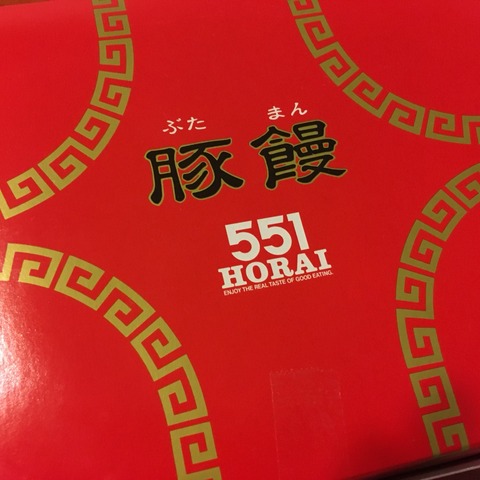 ぶた まん
豚饅
551
HORAI
ENJOY THE REAL TASTE OF GOOD EATING.